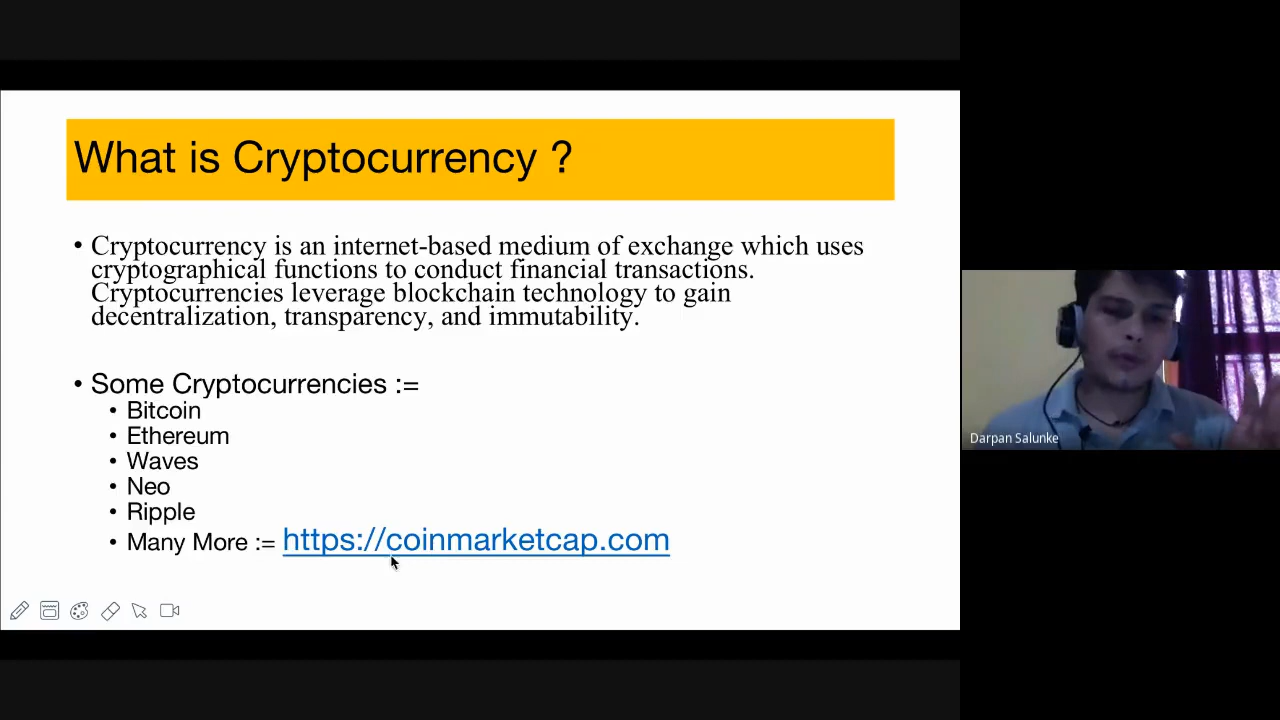 What is Cryptocurrency ?
• Cryptocurrency is an internet-based medium of exchange which uses
cryptographical functions to conduct financial transactions.
Cryptocurrencies leverage blockchain technology to gain
decentralization, transparency, and immutability.
• Some Cryptocurrencies :=
• Bitcoin
• Ethereum
• Waves
• Neo
• Ripple
• Many More := https://coinmarketcap.com
Darpan Salunke